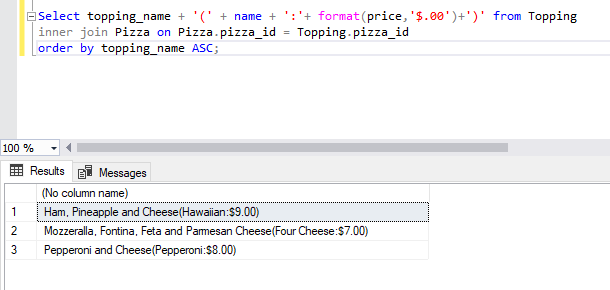 Select topping_name + '(' + name + ':'+ format(price,'$.00')+')' from Topping
inner join Pizza on Pizza.pizza_id = Topping.pizza_id
order by topping_name ASC;
100 %
Results Messages
(No column name)
1 Ham, Pineapple and Cheese(Hawaiian:$9.00)
2 Mozzeralla, Fontina, Feta and Parmesan Cheese(Four Cheese:$7.00)
3 Pepperoni and Cheese(Pepperoni:$8.00)